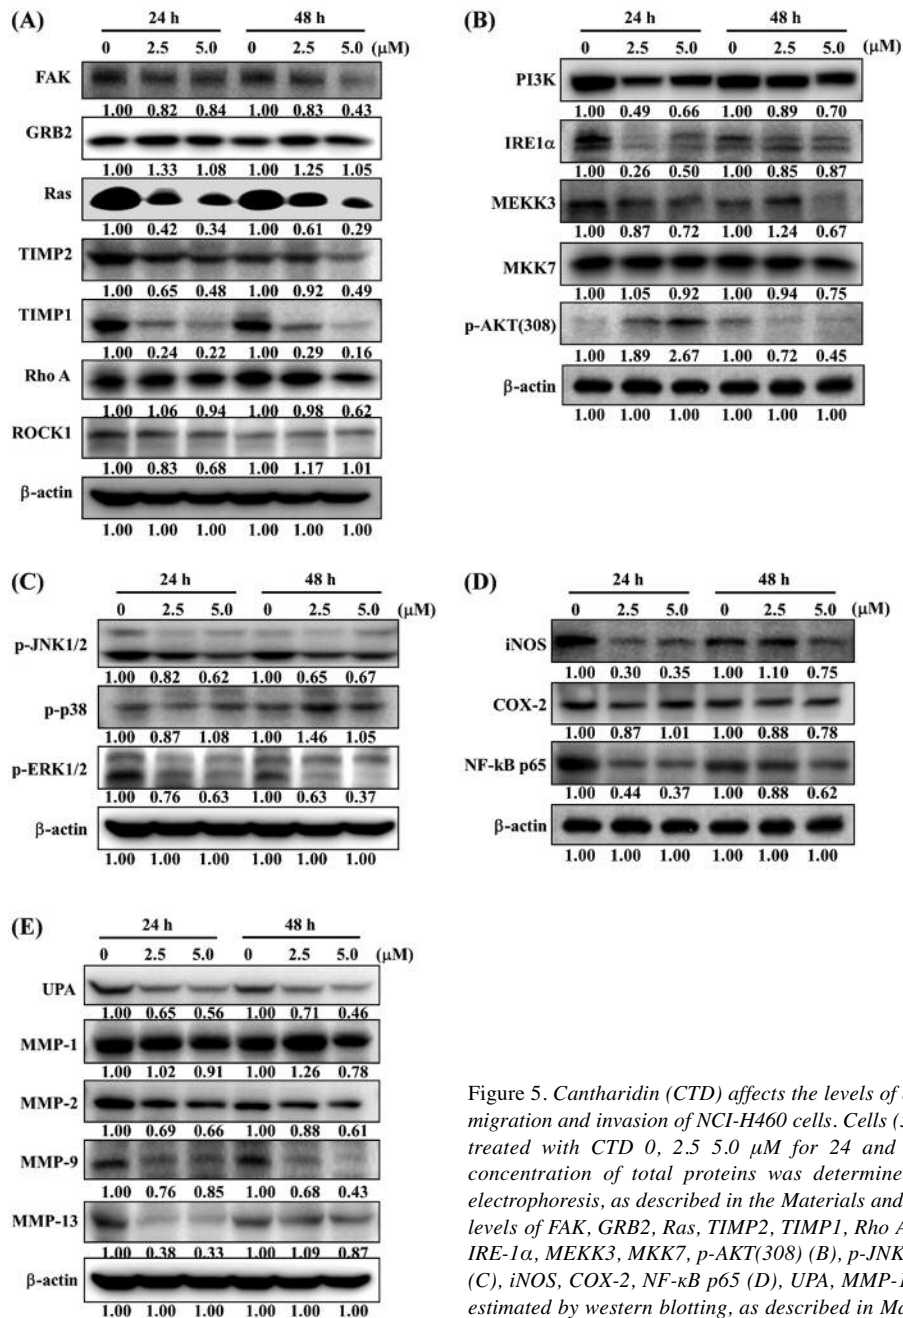 (A)
24 h 48 h
0 2.5 5.0 0 2.5 5.0 (μM)
FAK
1.00 0.82 0.84 1.00 0.83 0.43
GRB2
1.00 1.33 1.08 1.00 1.25 1.05
Ras
1.00 0.42 0.34 1.00 0.61 0.29
TIMP2
1.00 0.65 0.48 1.00 0.92 0.49
TIMP1
1.00 0.24 0.22 1.00 0.29 0.16
Rho A
1.00 1.06 0.94 1.00 0.98 0.62
ROCK1
1.00 0.83 0.68 1.00 1.17 1.01
β-actin
1.00 1.00 1.00 1.00 1.00 1.00
(B)
24 h 48 h
0 2.5 5.0 0 2.5 5.0 (μM)
PI3K
1.00 0.49 0.66 1.00 0.89 0.70
IRE1α
1.00 0.26 0.50 1.00 0.85 0.87
MEKK3
1.00 0.87 0.72 1.00 1.24 0.67
MKK7
1.00 1.05 0.92 1.00 0.94 0.75
p-AKT(308)
1.00 1.89 2.67 1.00 0.72 0.45
β-actin
1.00 1.00 1.00 1.00 1.00 1.00
(C)
24 h 48 h
0 2.5 5.0 0 2.5 5.0 (μM)
p-JNK1/2
1.00 0.82 0.62 1.00 0.65 0.67
p-p38
1.00 0.87 1.08 1.00 1.46 1.05
p-ERK1/2
1.00 0.76 0.63 1.00 0.63 0.37
β-actin
1.00 1.00 1.00 1.00 1.00 1.00
(D)
24 h 48 h
0 2.5 5.0 0 2.5 5.0 (μM)
iNOS
1.00 0.30 0.35 1.00 1.10 0.75
COX-2
1.00 0.87 1.01 1.00 0.88 0.78
NF-kB p65
1.00 0.44 0.37 1.00 0.88 0.62
β-actin
1.00 1.00 1.00 1.00 1.00 1.00
(E)
24 h 48 h
0 2.5 5.0 0 2.5 5.0 (μM)
UPA
1.00 0.65 0.56 1.00 0.71 0.46
MMP-1
1.00 1.02 0.91 1.00 1.26 0.78
MMP-2
1.00 0.69 0.66 1.00 0.88 0.61
MMP-9
1.00 0.76 0.85 1.00 0.68 0.43
MMP-13
1.00 0.38 0.33 1.00 1.09 0.87
β-actin
1.00 1.00 1.00 1.00 1.00 1.00
Figure 5. Cantharidin (CTD) affects the levels of
migration and invasion of NCI-H460 cells. Cells
treated with CTD 0, 2.5 5.0 μM for 24 and
concentration of total proteins was determine
electrophoresis, as described in the Materials and
levels of FAK, GRB2, Ras, TIMP2, TIMP1, Rho A
IRE-1α, MEKK3, MKK7, p-AKT(308) (B), p-JNK
(C), iNOS, COX-2, NF-κB p65 (D), UPA, MMP-1
estimated by western blotting, as described in Ma